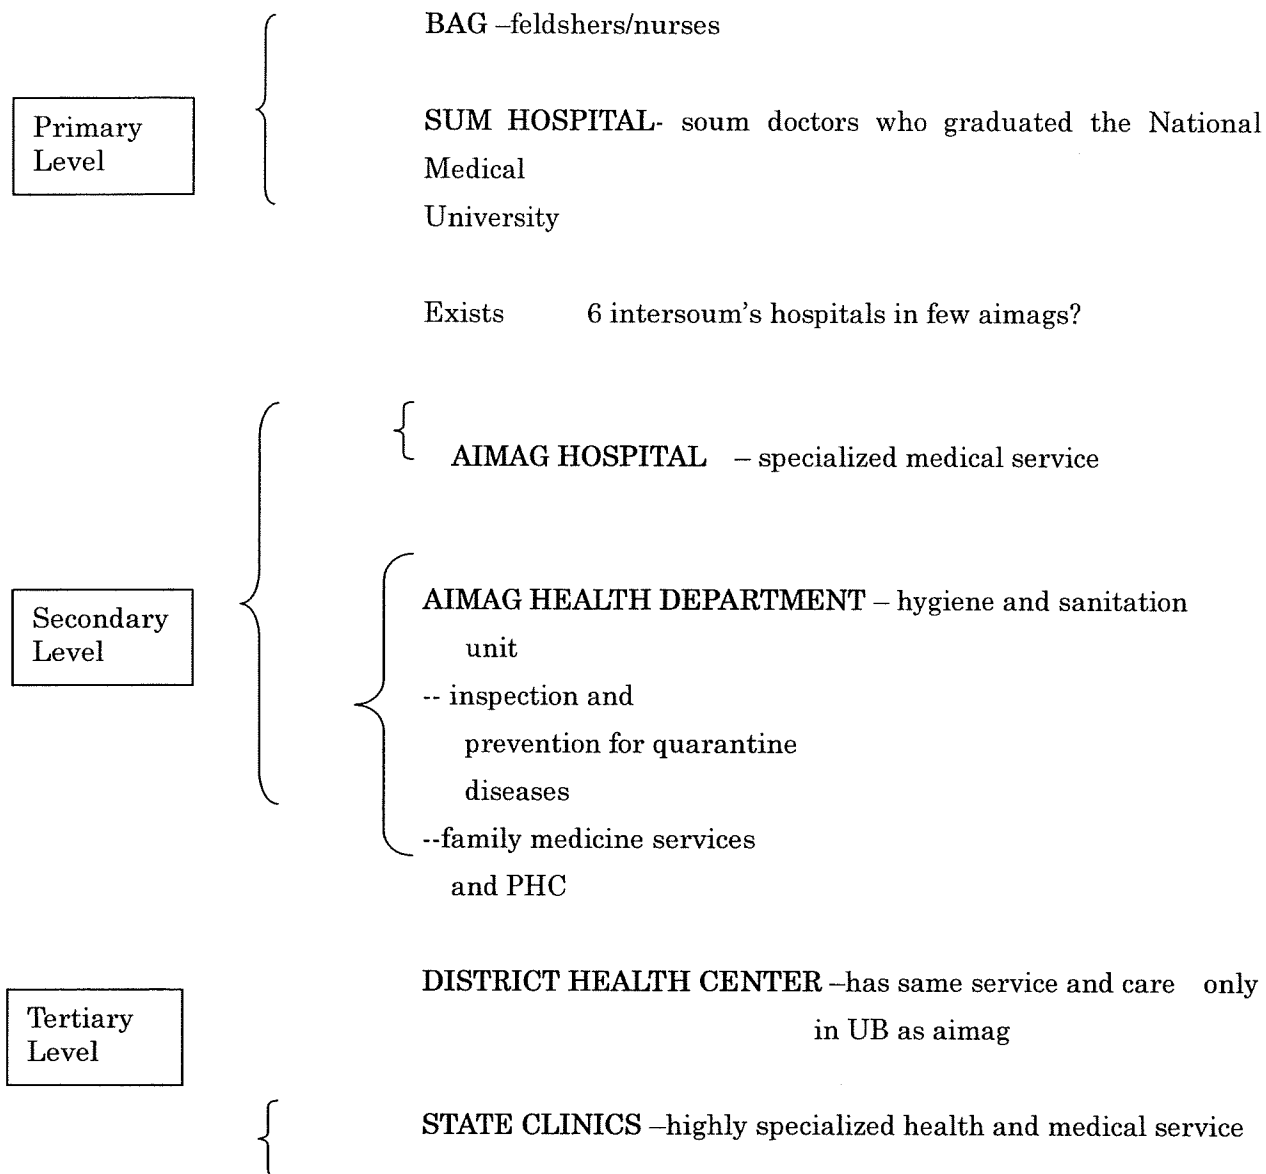 BAG –feldshers/nurses
Primary
Level
SUM HOSPITAL- soum doctors who graduated the National
Medical
University
Exists 6 intersoum's hospitals in few aimags?
AIMAG HOSPITAL – specialized medical service
Secondary
Level
AIMAG HEALTH DEPARTMENT – hygiene and sanitation
unit
-- inspection and
prevention for quarantine
diseases
--family medicine services
and PHC
Tertiary
Level
DISTRICT HEALTH CENTER –has same service and care only
in UB as aimag
STATE CLINICS –highly specialized health and medical service